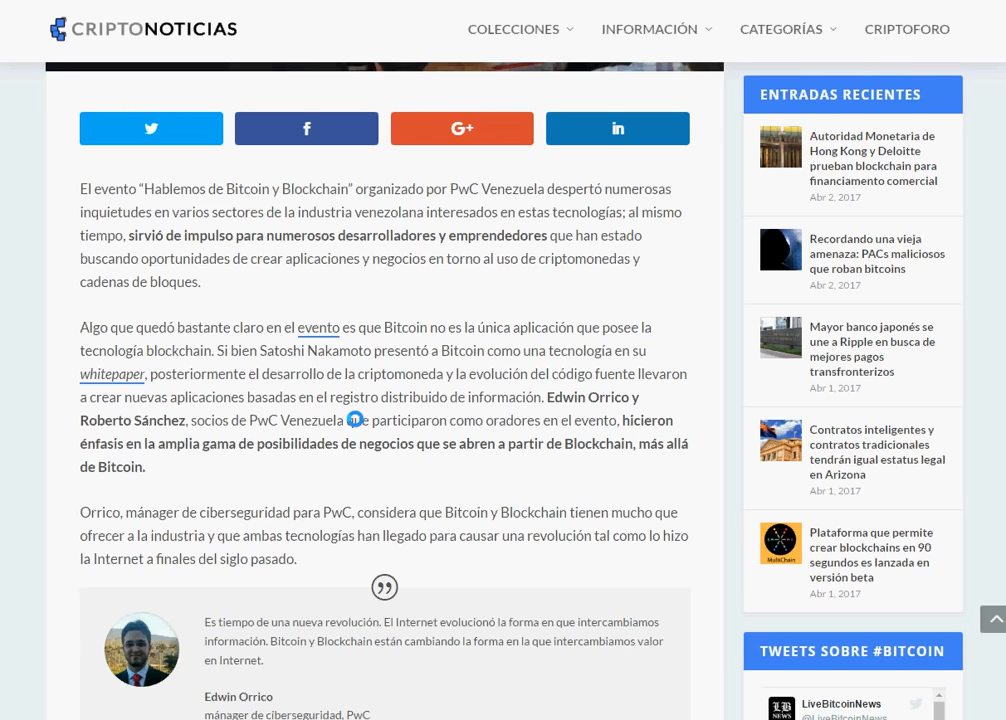 CRIPTONOTICIAS
COLECCIONES
INFORMACIÓN
CATEGORÍAS
CRIPTOFORO
G+
in
El evento “Hablemos de Bitcoin y Blockchain” organizado por PwC Venezuela despertó numerosas
inquietudes en varios sectores de la industria venezolana interesados en estas tecnologías; al mismo
tiempo, sirvió de impulso para numerosos desarrolladores y emprendedores que han estado
buscando oportunidades de crear aplicaciones y negocios en torno al uso de criptomonedas y
cadenas de bloques.
Algo que quedó bastante claro en el evento es que Bitcoin no es la única aplicación que posee la
tecnología blockchain. Si bien Satoshi Nakamoto presentó a Bitcoin como una tecnología en su
whitepaper, posteriormente el desarrollo de la criptomoneda y la evolución del código fuente llevaron
a crear nuevas aplicaciones basadas en el registro distribuido de información. Edwin Orrico y
Roberto Sánchez, socios de PwC Venezuela que participaron como oradores en el evento, hicieron
énfasis en la amplia gama de posibilidades de negocios que se abren a partir de Blockchain, más allá
de Bitcoin.
Orrico, mánager de ciberseguridad para PwC, considera que Bitcoin y Blockchain tienen mucho que
ofrecer a la industria y que ambas tecnologías han llegado para causar una revolución tal como lo hizo
la Internet a finales del siglo pasado.
Es tiempo de una nueva revolución. El Internet evolucionó la forma en que intercambiamos
información. Bitcoin y Blockchain están cambiando la forma en la que intercambiamos valor
en Internet.
Edwin Orrico
mánager de ciberseguridad, PwC
ENTRADAS RECIENTES
Autoridad Monetaria de
Hong Kong y Deloitte
prueban blockchain para
financiamiento comercial
Abr 2, 2017
Recordando una vieja
amenaza: PACs maliciosos
que roban bitcoins
Abr 2, 2017
Mayor banco japonés se
une a Ripple en busca de
mejores pagos
transfronterizos
Abr 1, 2017
Contratos inteligentes y
contratos tradicionales
tendrán igual estatus legal
en Arizona
Abr 1, 2017
MultiChain
Plataforma que permite
crear blockchains en 90
segundos es lanzada en
versión beta
Abr 1, 2017
TWEETS SOBRE #BITCOIN
LB
NEWS
LiveBitcoinNews
@LiveBitcoinNews